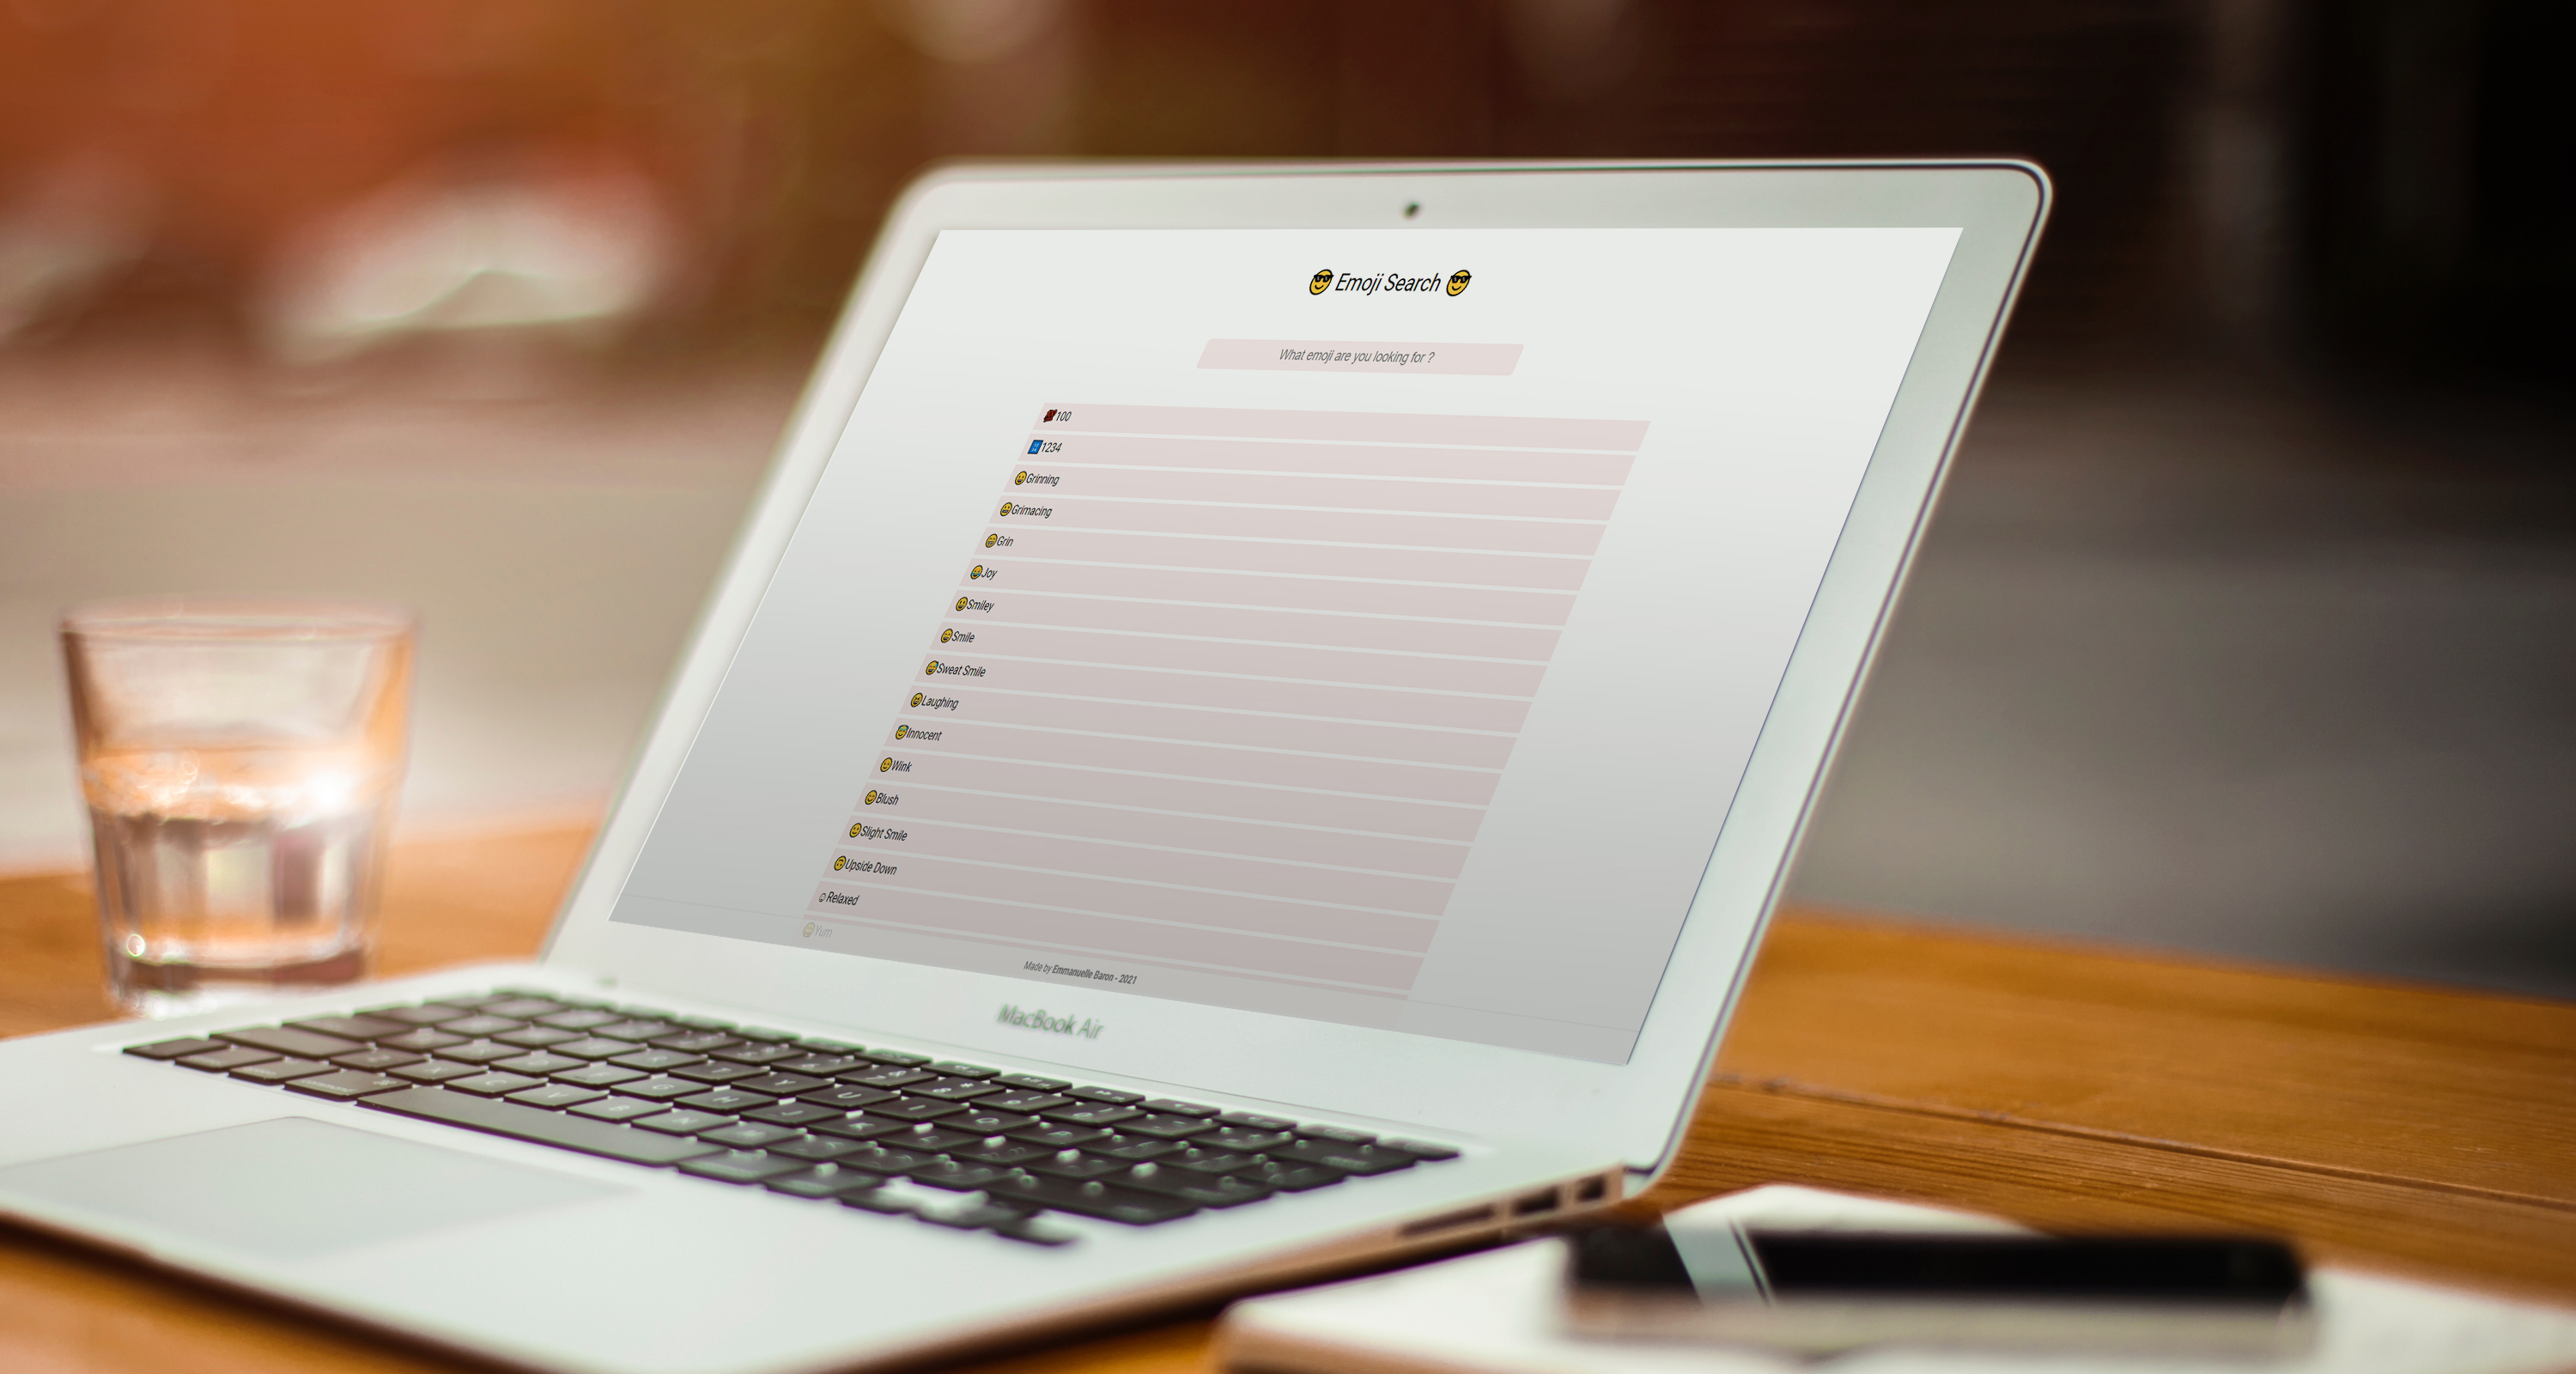 😎 Emoji Search 😎
What emoji are you looking for ?
💯 100
🔢 1234
Grinning
Grimacing
Grin
Joy
Smiley
Smile
Sweat Smile
Laughing
Innocent
Wink
Blush
Slight Smile
Upside Down
Relaxed
Yum
Made by Emmanuelle Baron - 2021
MacBook Air